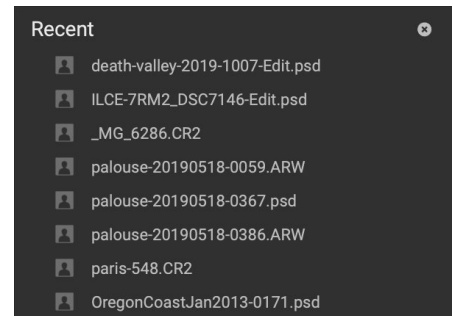 Recent
death-valley-2019-1007-Edit.psd
ILCE-7RM2_DSC7146-Edit.psd
_MG_6286.CR2
palouse-20190518-0059.ARW
palouse-20190518-0367.psd
palouse-20190518-0386.ARW
paris-548.CR2
OregonCoastJan2013-0171.psd